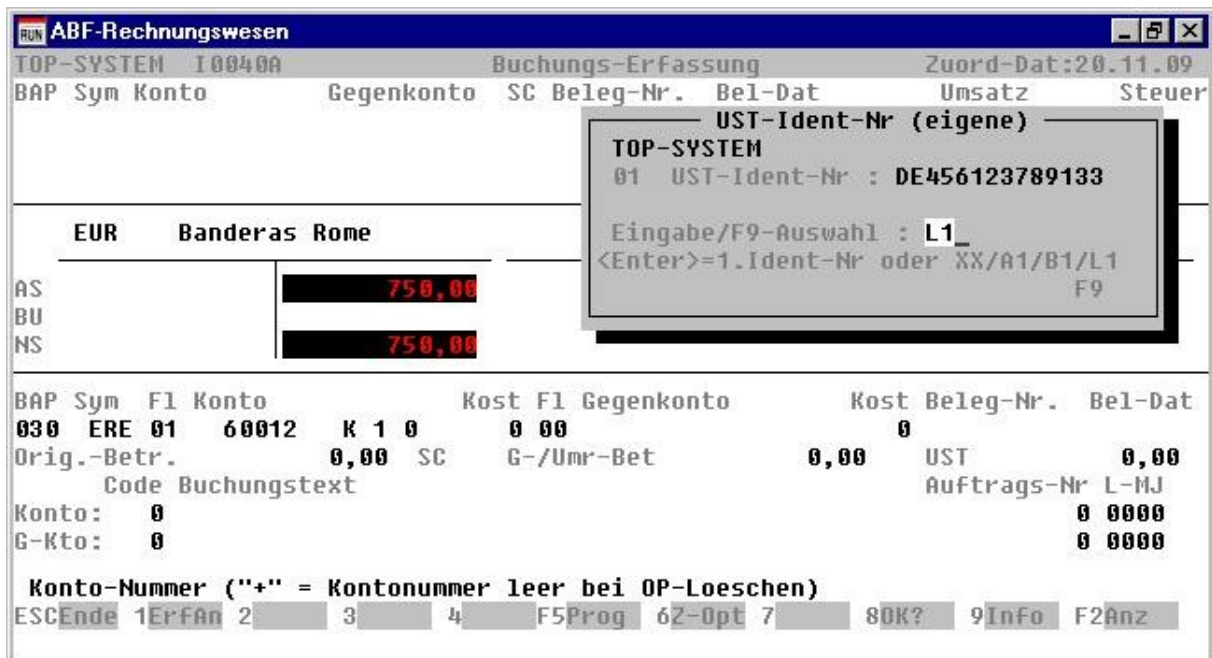 RUN ABF-Rechnungswesen
TOP-SYSTEM I0040A Buchungs-Erfassung Zuord-Dat:20.11.09
BAP Sym Konto Gegenkonto SC Beleg-Nr. Bel-Dat Umsatz Steuer
UST-Ident-Nr (eigene)
TOP-SYSTEM
01 UST-Ident-Nr : DE456123789133
Eingabe/F9-Auswahl : L1_
<Enter>=1.Ident-Nr oder XX/A1/B1/L1
F9
EUR Banderas Rome
AS 750,00
BU
NS 750,00
BAP Sym Fl Konto Kost Fl Gegenkonto Kost Beleg-Nr. Bel-Dat
030 ERE 01 60012 K 1 0 0 00 0
Orig.-Betr. 0,00 SC G-/Umr-Bet 0,00 UST 0,00
Code Buchungstext Auftrags-Nr L-MJ
Konto: 0 0 0000
G-Kto: 0 0 0000
Konto-Nummer ("+" = Kontonummer leer bei OP-Loeschen)
ESCEnde 1ErfAn 2 3 4 F5Prog 6Z-Opt 7 8OK? 9Info F2Anz